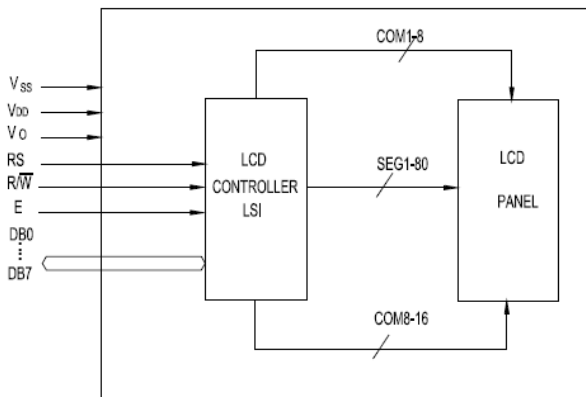 COM1-8
VSS
VDD
VO
RS
R/W̅
E
DB0
DB7
LCD
CONTROLLER
LSI
SEG1-80
LCD
PANEL
COM8-16